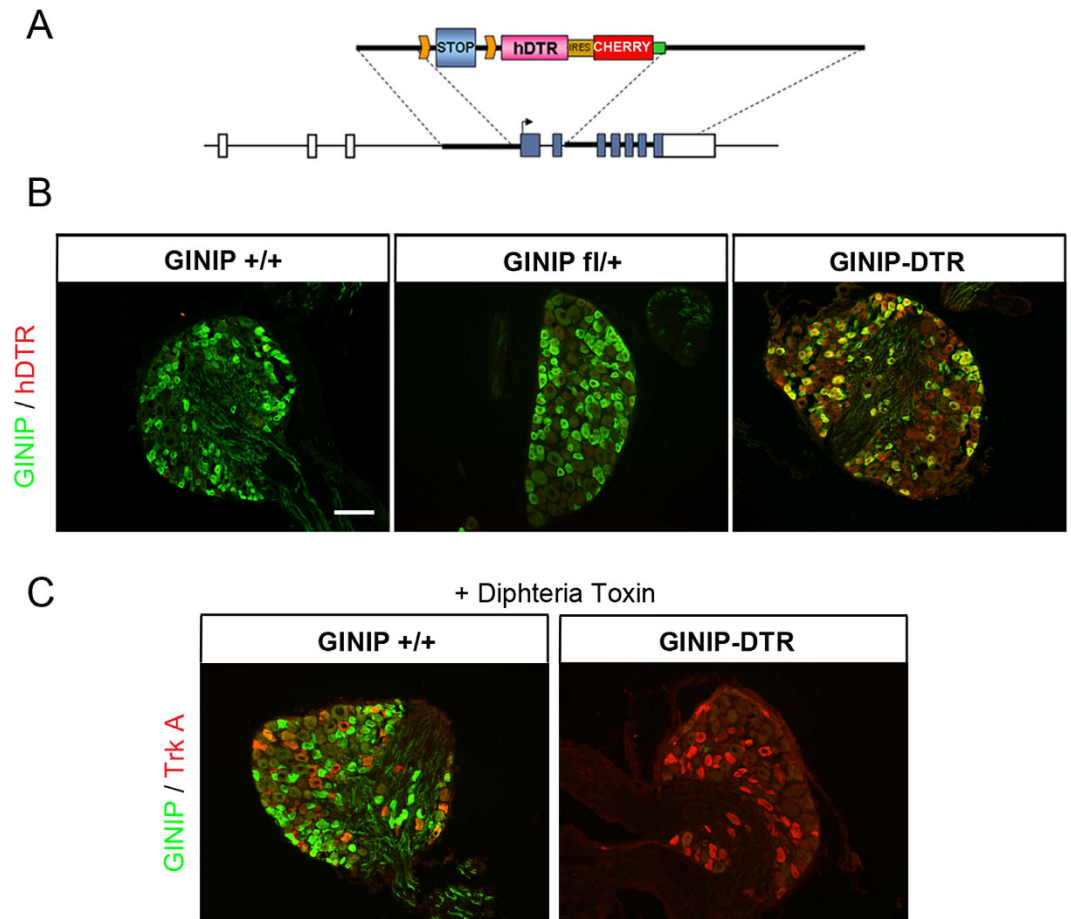 A
STOP hDTR IRES CHERRY
B
GINIP +/+ GINIP fl/+ GINIP-DTR
GINIP / hDTR
C
+ Diphteria Toxin
GINIP +/+ GINIP-DTR
GINIP / Trk A